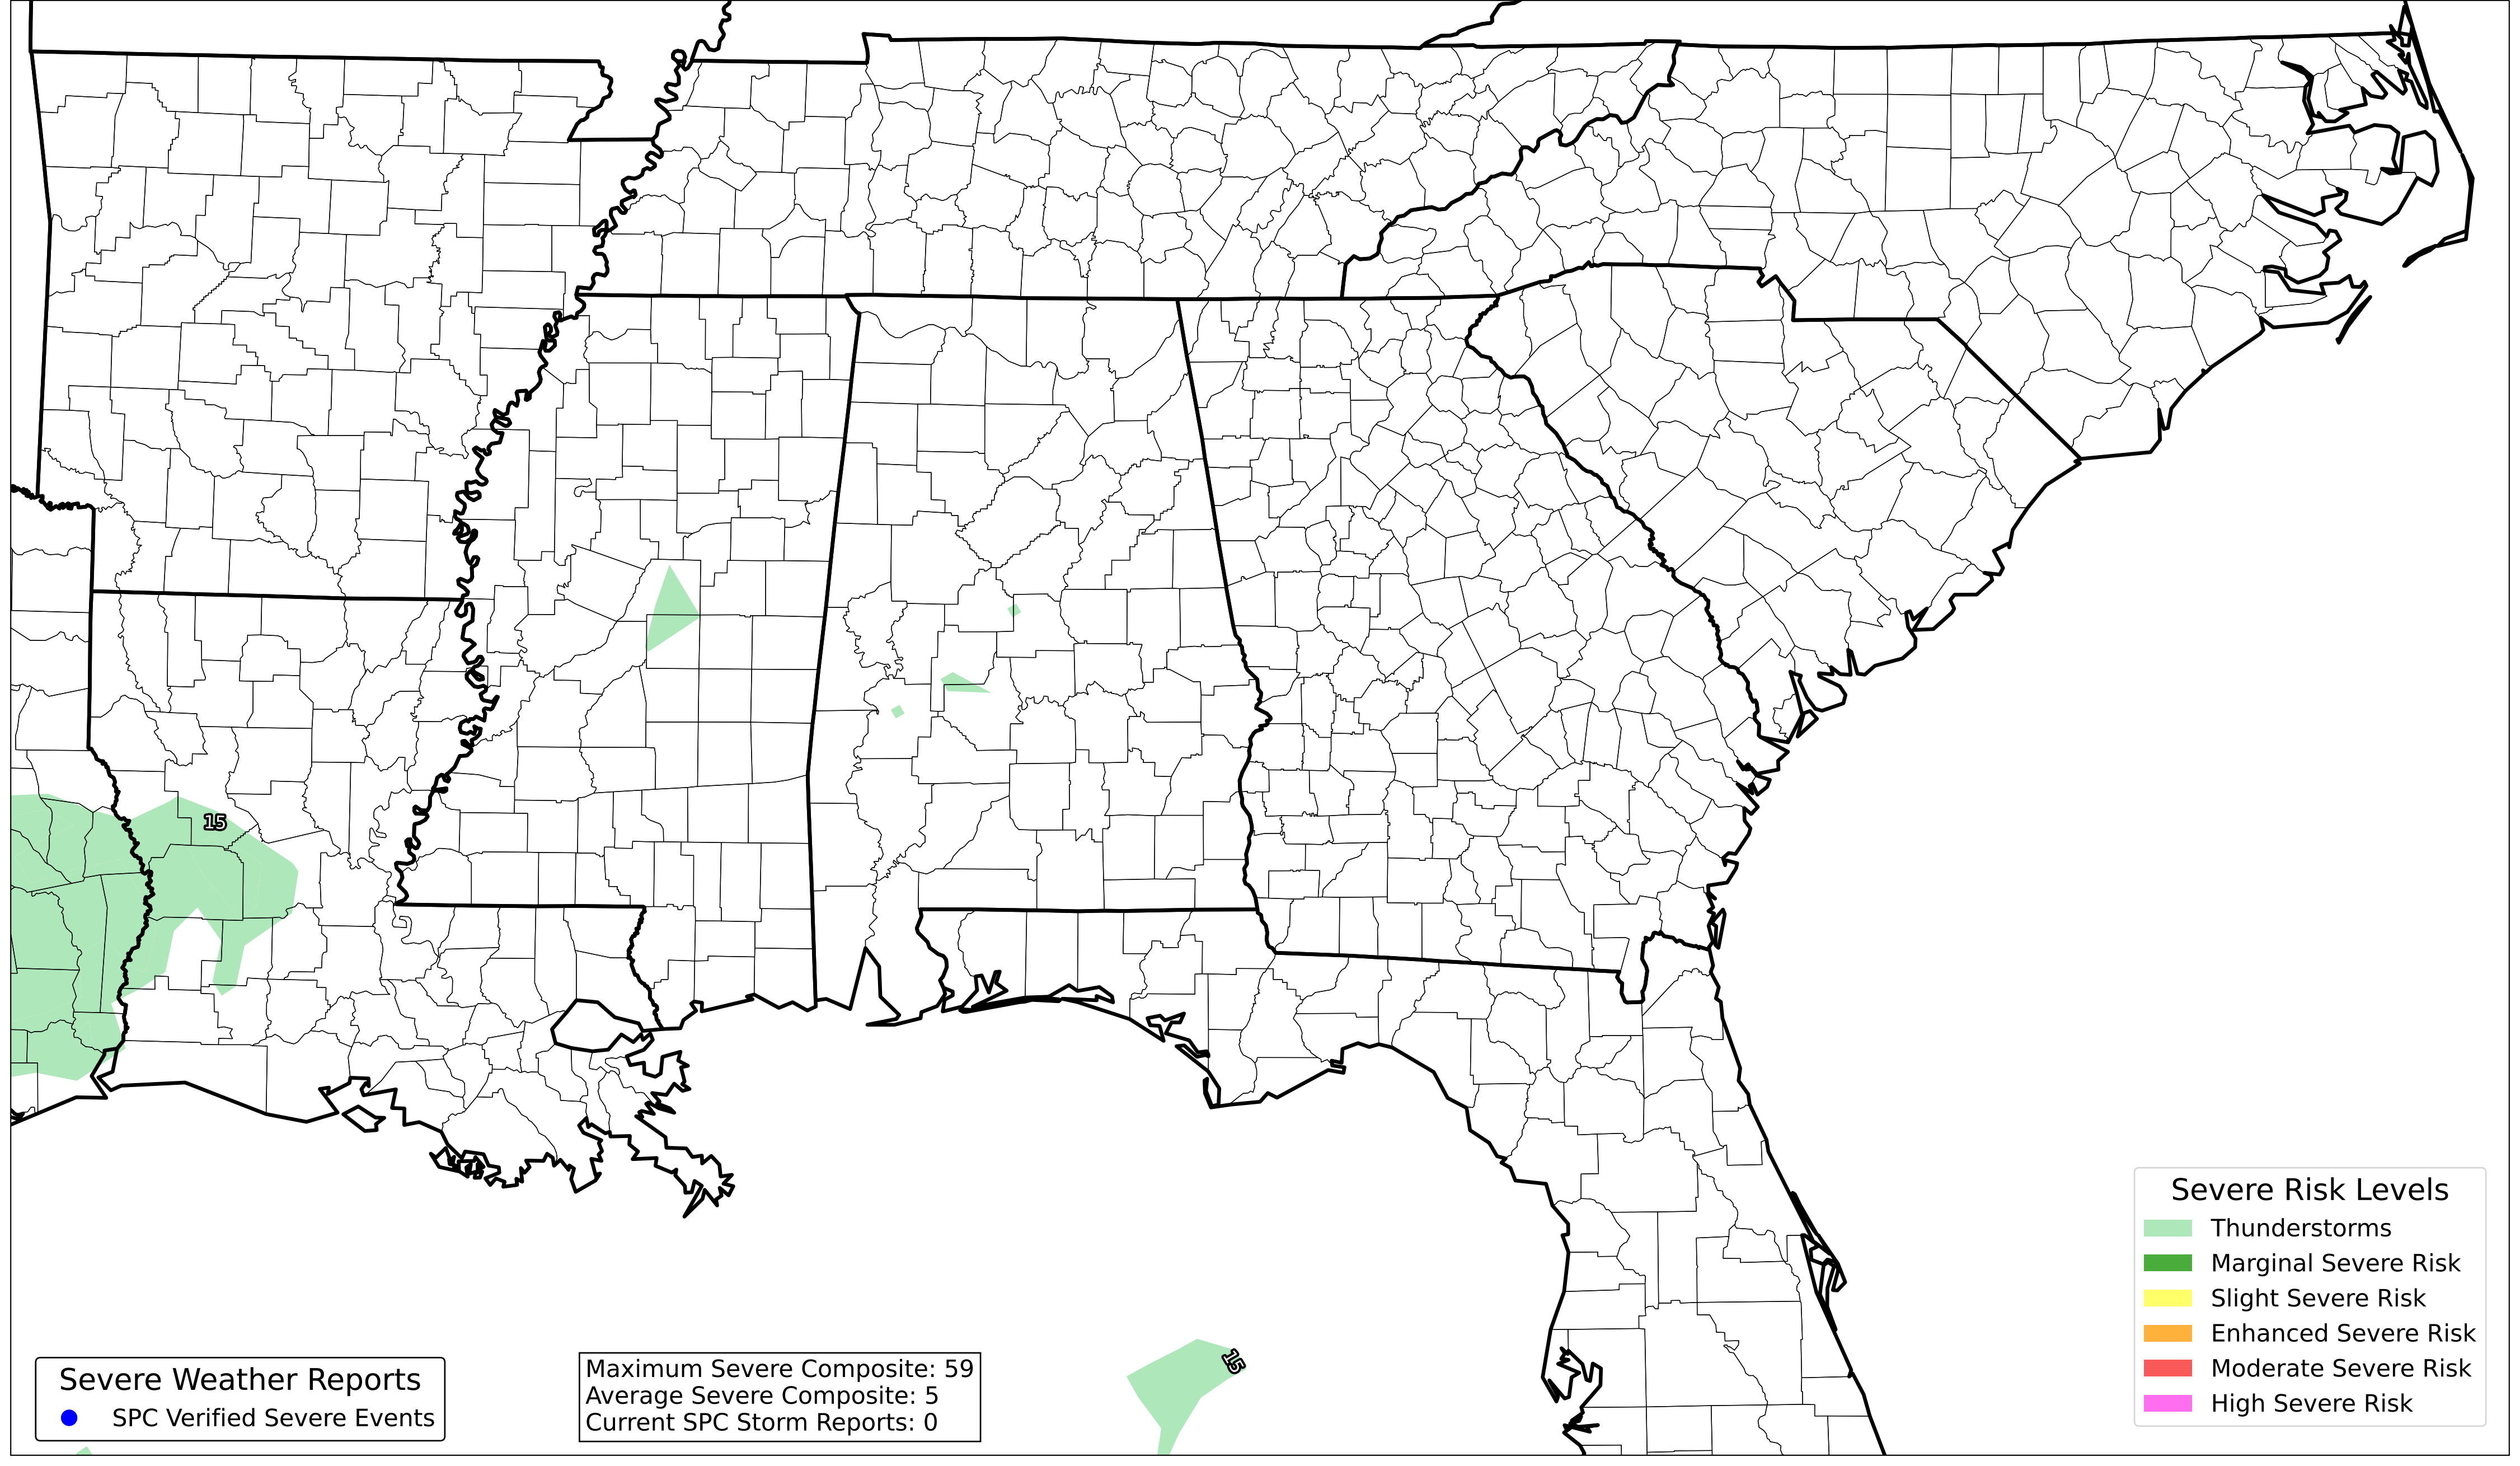 15
Severe Risk Levels
Thunderstorms
Marginal Severe Risk
Slight Severe Risk
Enhanced Severe Risk
Moderate Severe Risk
High Severe Risk
15
Severe Weather Reports
SPC Verified Severe Events
Maximum Severe Composite: 59
Average Severe Composite: 5
Current SPC Storm Reports: 0